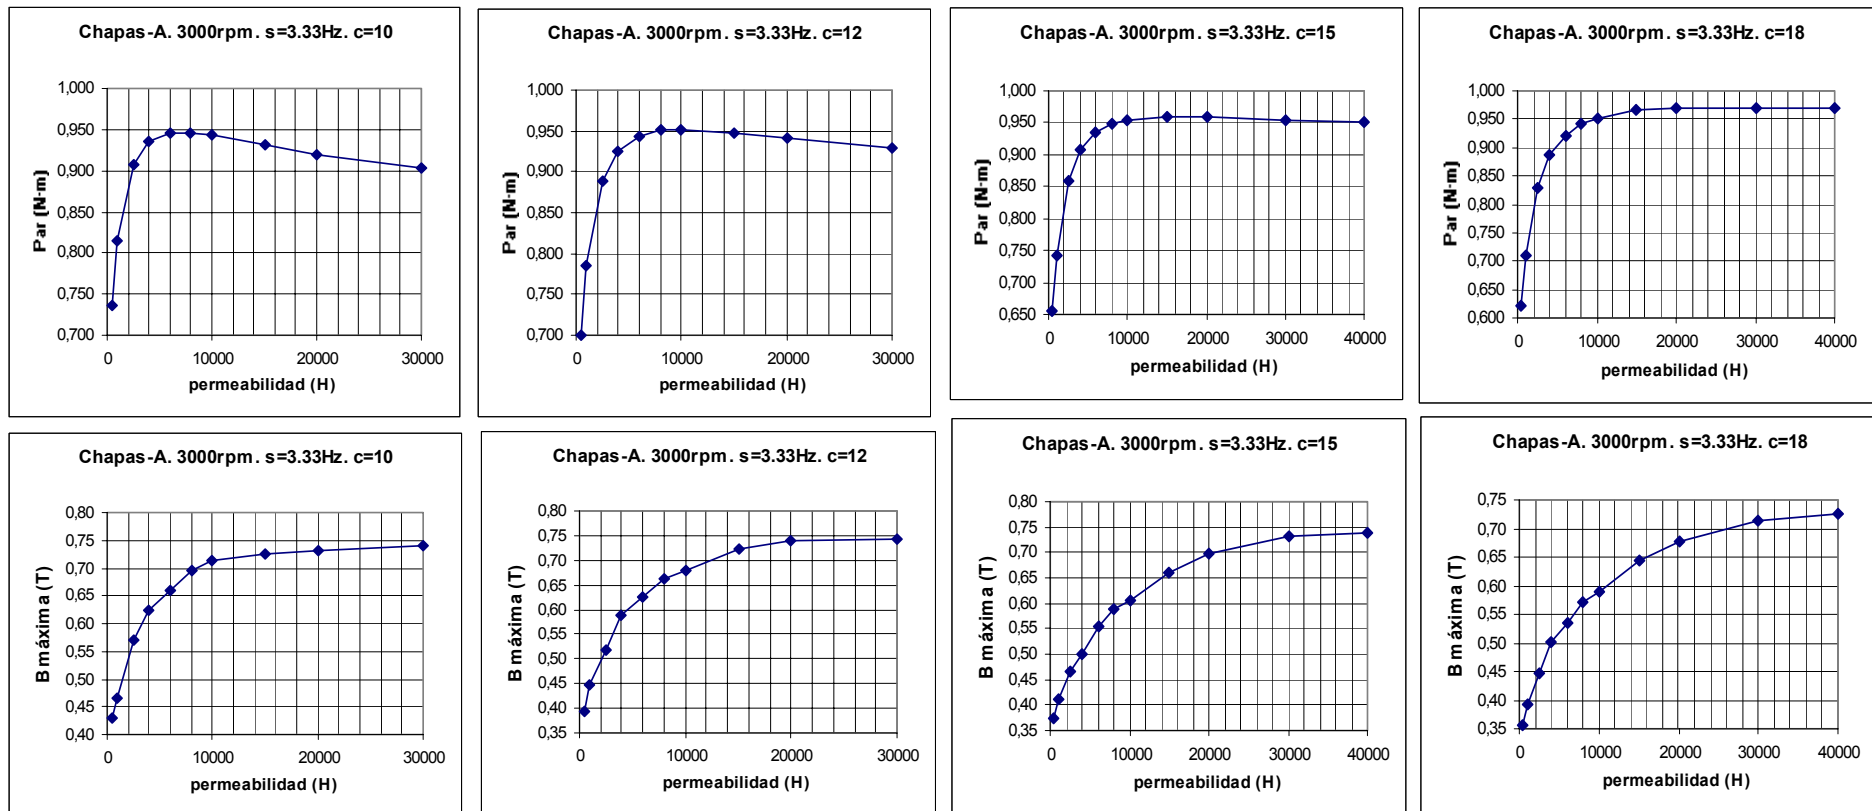 Chapas-A. 3000rpm. s=3.33Hz. c=10
1,000
0,950
0,900
0,850
0,800
0,750
0,700
Par (N·m)
0 10000 20000 30000
permeabilidad (H)
Chapas-A. 3000rpm. s=3.33Hz. c=12
1,000
0,950
0,900
0,850
0,800
0,750
0,700
Par (N·m)
0 10000 20000 30000
permeabilidad (H)
Chapas-A. 3000rpm. s=3.33Hz. c=15
1,000
0,950
0,900
0,850
0,800
0,750
0,700
0,650
Par (N·m)
0 10000 20000 30000 40000
permeabilidad (H)
Chapas-A. 3000rpm. s=3.33Hz. c=18
1,000
0,950
0,900
0,850
0,800
0,750
0,700
0,650
0,600
Par (N·m)
0 10000 20000 30000 40000
permeabilidad (H)
Chapas-A. 3000rpm. s=3.33Hz. c=10
0,80
0,75
0,70
0,65
0,60
0,55
0,50
0,45
0,40
B máxima (T)
0 10000 20000 30000
permeabilidad (H)
Chapas-A. 3000rpm. s=3.33Hz. c=12
0,80
0,75
0,70
0,65
0,60
0,55
0,50
0,45
0,40
0,35
B máxima (T)
0 10000 20000 30000
permeabilidad (H)
Chapas-A. 3000rpm. s=3.33Hz. c=15
0,80
0,75
0,70
0,65
0,60
0,55
0,50
0,45
0,40
0,35
B máxima (T)
0 10000 20000 30000 40000
permeabilidad (H)
Chapas-A. 3000rpm. s=3.33Hz. c=18
0,75
0,70
0,65
0,60
0,55
0,50
0,45
0,40
0,35
B máxima (T)
0 10000 20000 30000 40000
permeabilidad (H)